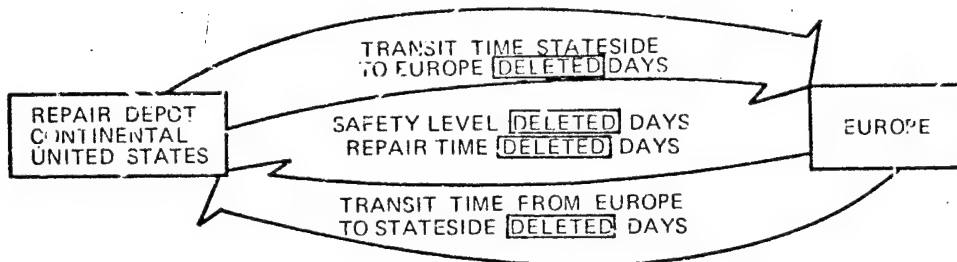 TRANSIT TIME STATESIDE
TO EUROPE DELETED DAYS
REPAIR DEPOT
CONTINENTAL
UNITED STATES
SAFETY LEVEL DELETED DAYS
REPAIR TIME DELETED DAYS
EUROPE
TRANSIT TIME FROM EUROPE
TO STATESIDE DELETED DAYS